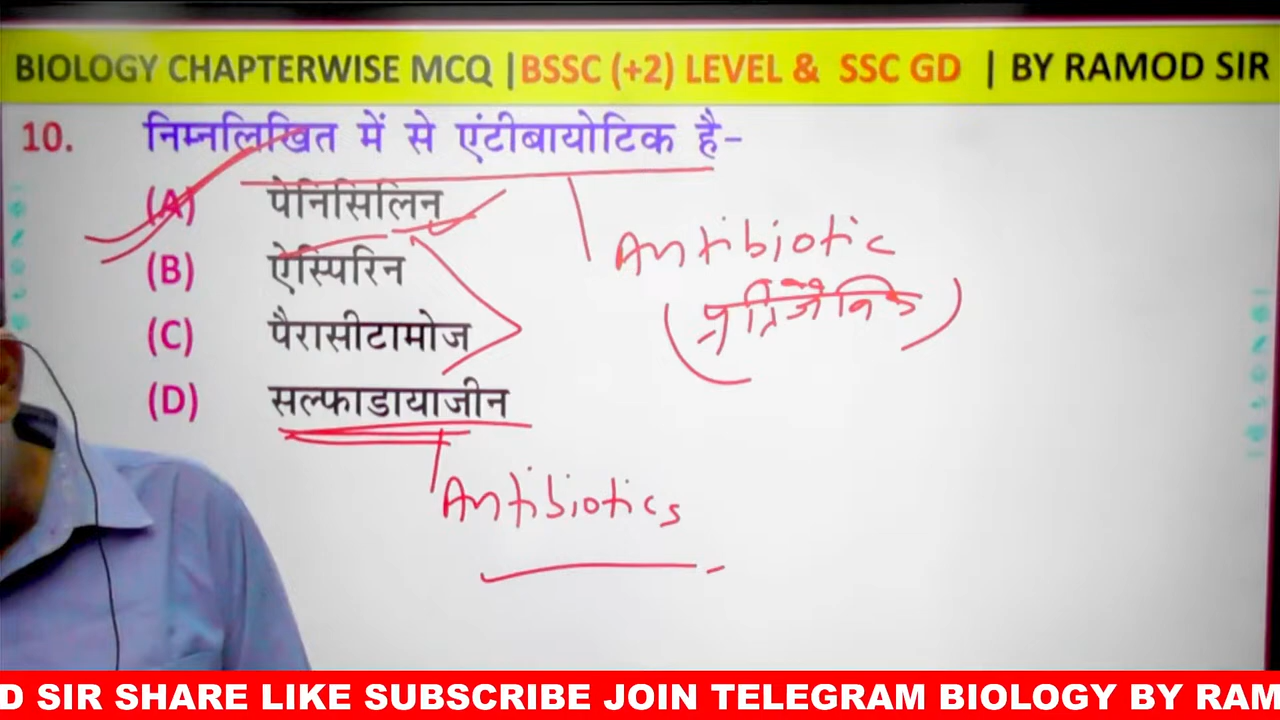 BIOLOGY CHAPTERWISE MCQ | BSSC (+2) LEVEL & SSC GD | BY RAMOD SIR
10. निम्नलिखित में से एंटीबायोटिक है-
(A) पेनिसिलिन
(B) ऐस्पिरिन
(C) पैरासीटामोज
(D) सल्फाडायाजीन
Antibiotic
(प्रतिजैविक)
Antibiotics
D SIR SHARE LIKE SUBSCRIBE JOIN TELEGRAM BIOLOGY BY RAM